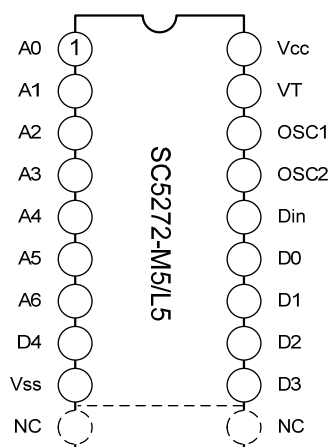 A0 1 Vcc
A1 VT
A2 OSC1
A3 OSC2
A4 Din
A5 D0
A6 D1
D4 D2
Vss D3
NC NC
SC5272-M5/L5